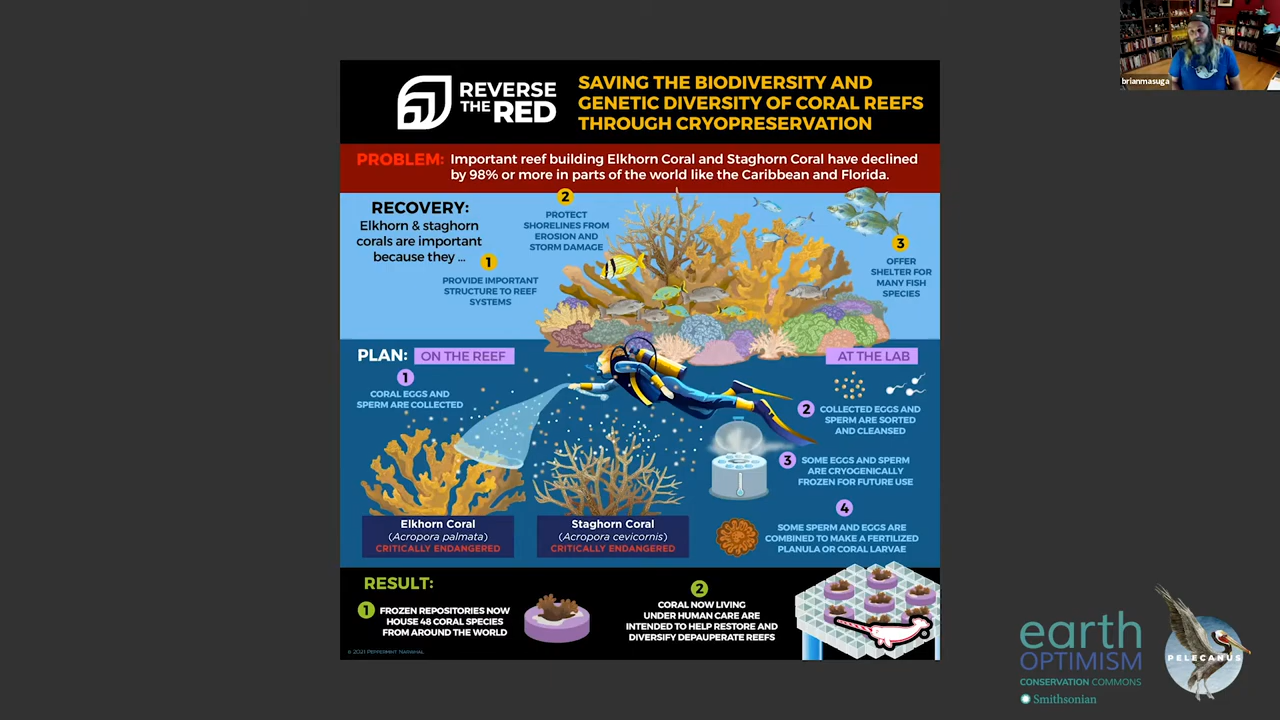 brianmasuga
REVERSE
THE RED
SAVING THE BIODIVERSITY AND
GENETIC DIVERSITY OF CORAL REEFS
THROUGH CRYOPRESERVATION
PROBLEM: Important reef building Elkhorn Coral and Staghorn Coral have declined
by 98% or more in parts of the world like the Caribbean and Florida.
RECOVERY:
Elkhorn & staghorn
corals are important
because they ...
1
PROVIDE IMPORTANT
STRUCTURE TO REEF
SYSTEMS
2
PROTECT
SHORELINES FROM
EROSION AND
STORM DAMAGE
3
OFFER
SHELTER FOR
MANY FISH
SPECIES
PLAN: ON THE REEF
1
CORAL EGGS AND
SPERM ARE COLLECTED
Elkhorn Coral
(Acropora palmata)
CRITICALLY ENDANGERED
Staghorn Coral
(Acropora cevicornis)
CRITICALLY ENDANGERED
AT THE LAB
2 COLLECTED EGGS AND
SPERM ARE SORTED
AND CLEANSED
3 SOME EGGS AND SPERM
ARE CRYOGENICALLY
FROZEN FOR FUTURE USE
4
SOME SPERM AND EGGS ARE
COMBINED TO MAKE A FERTILIZED
PLANULA OR CORAL LARVAE
RESULT:
1 FROZEN REPOSITORIES NOW
HOUSE 48 CORAL SPECIES
FROM AROUND THE WORLD
2
CORAL NOW LIVING
UNDER HUMAN CARE ARE
INTENDED TO HELP RESTORE AND
DIVERSIFY DEPAUPERATE REEFS
© 2021 PEPPERMINT NARWHAL
earth
OPTIMISM
CONSERVATION COMMONS
Smithsonian
PELECANUS